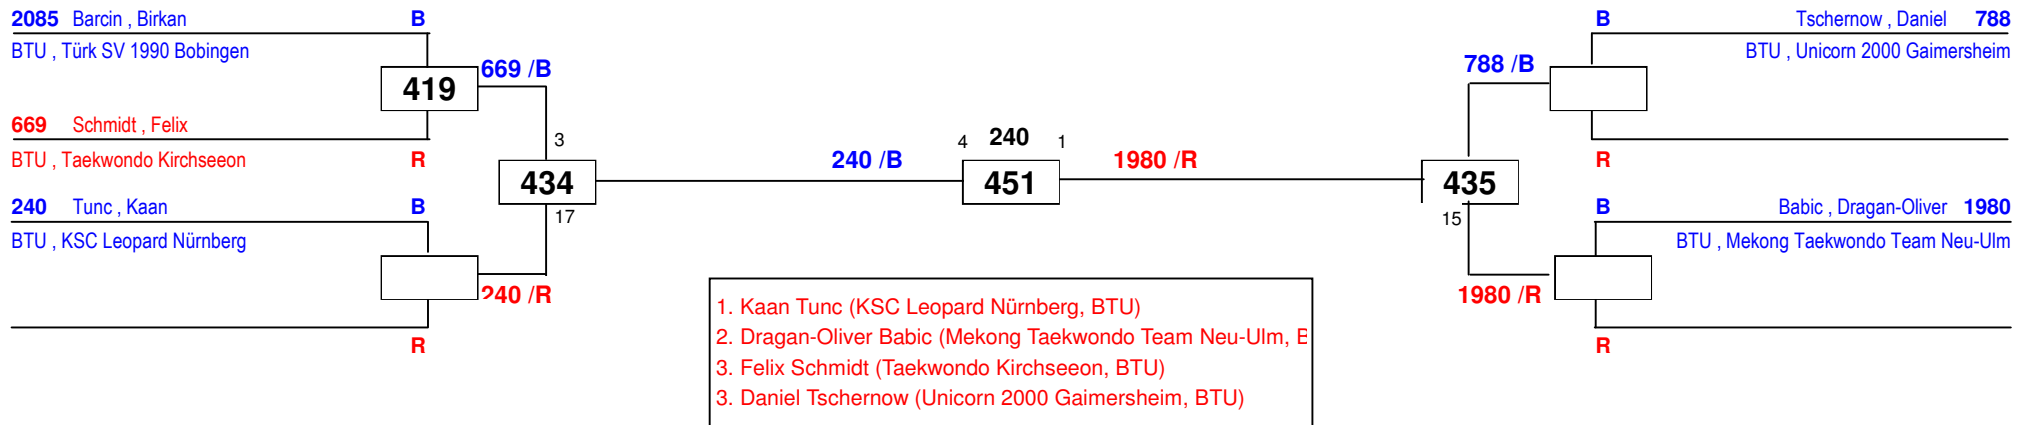 2085 Barcin , Birkan B
BTU , Türk SV 1990 Bobingen
419
669 /B
669 Schmidt , Felix
BTU , Taekwondo Kirchseeon R
3
434
17
240 Tunc , Kaan B
BTU , KSC Leopard Nürnberg
240 /R
R
240 /B
4 240 1
451
1980 /R
B Tschernow , Daniel 788
BTU , Unicorn 2000 Gaimersheim
788 /B
R
435
15
B Babic , Dragan-Oliver 1980
BTU , Mekong Taekwondo Team Neu-Ulm
1980 /R
R
1. Kaan Tunc (KSC Leopard Nürnberg, BTU)
2. Dragan-Oliver Babic (Mekong Taekwondo Team Neu-Ulm, B
3. Felix Schmidt (Taekwondo Kirchseeon, BTU)
3. Daniel Tschernow (Unicorn 2000 Gaimersheim, BTU)